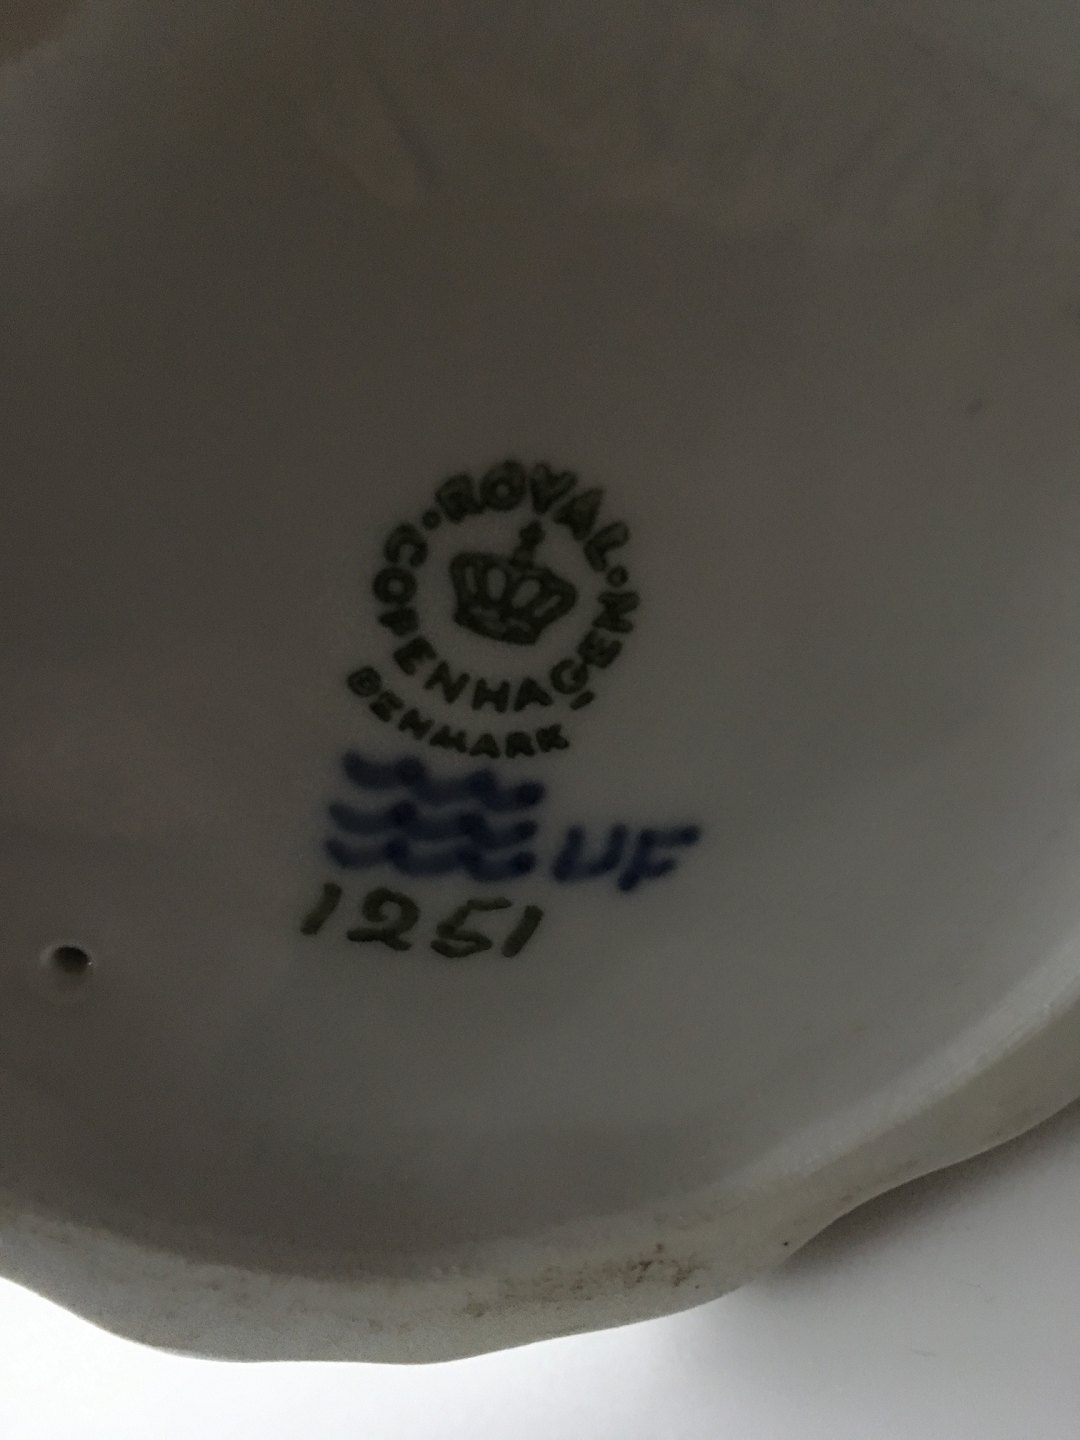 ROYAL
COPENHAGEN
DENMARK
UF
1251